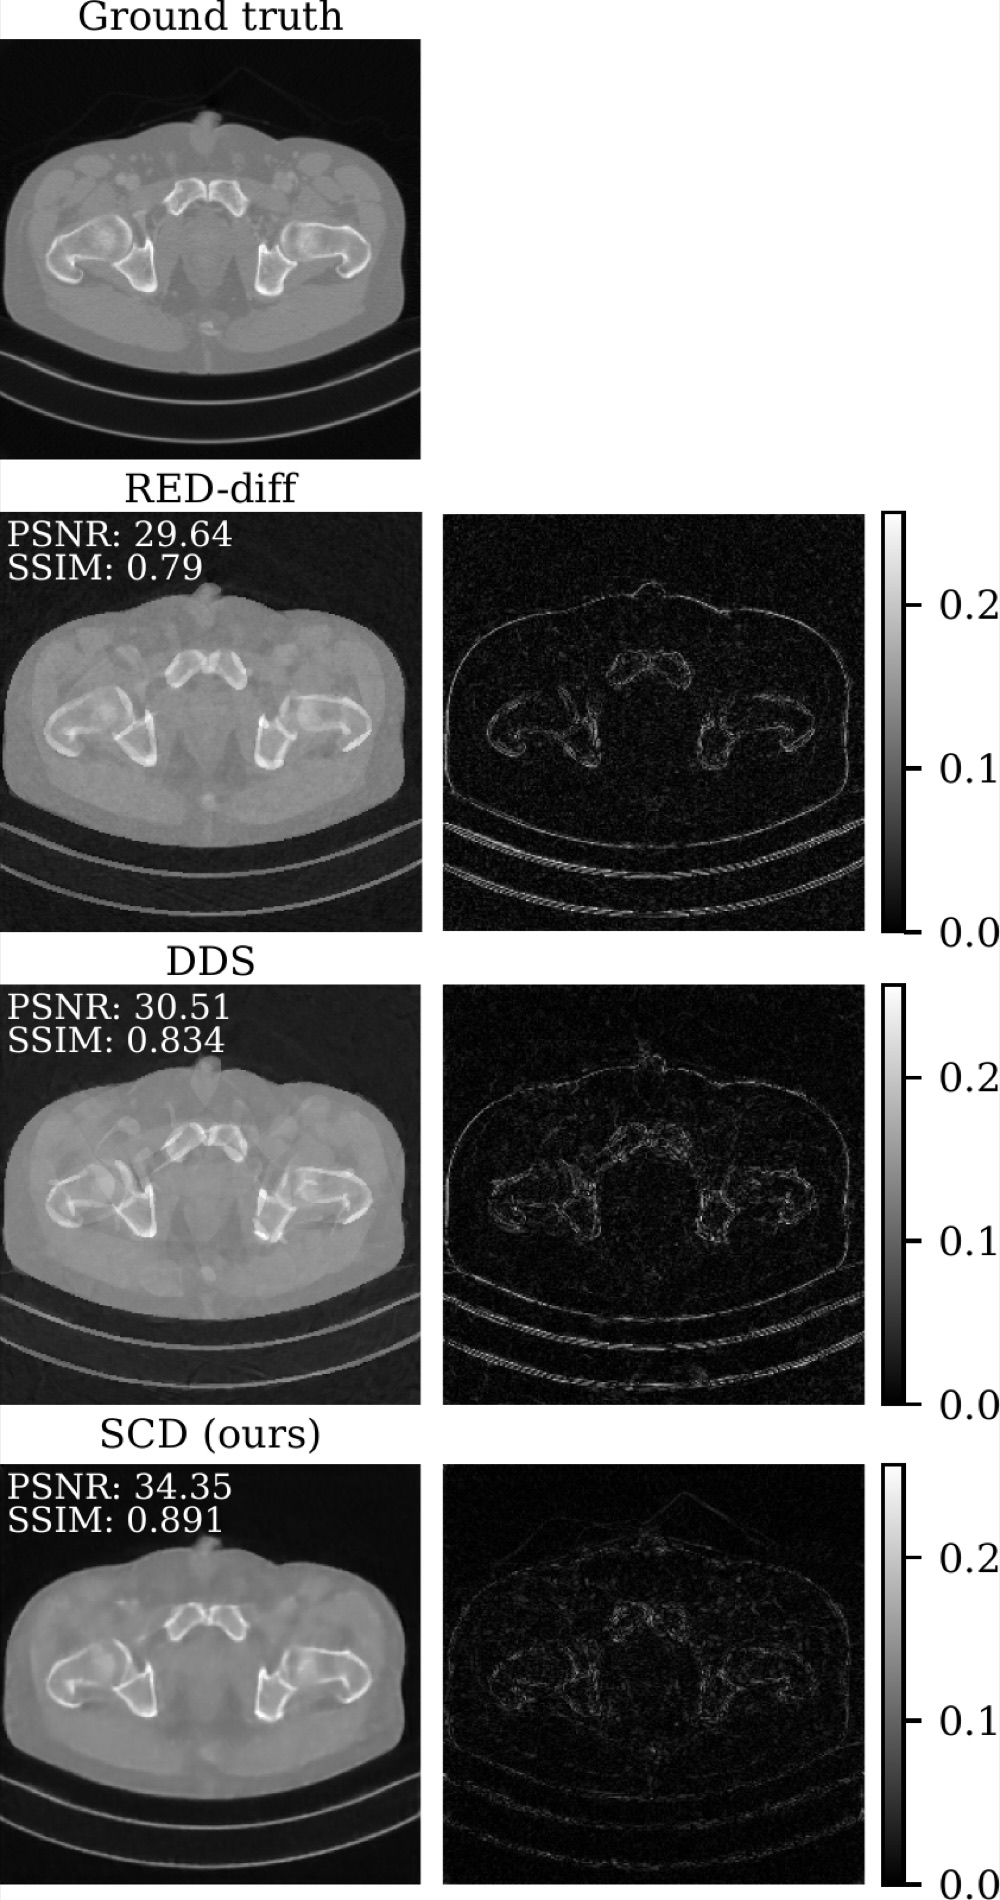 Ground truth
RED-diff
PSNR: 29.64
SSIM: 0.79
0.2
0.1
0.0
DDS
PSNR: 30.51
SSIM: 0.834
0.2
0.1
0.0
SCD (ours)
PSNR: 34.35
SSIM: 0.891
0.2
0.1
0.0